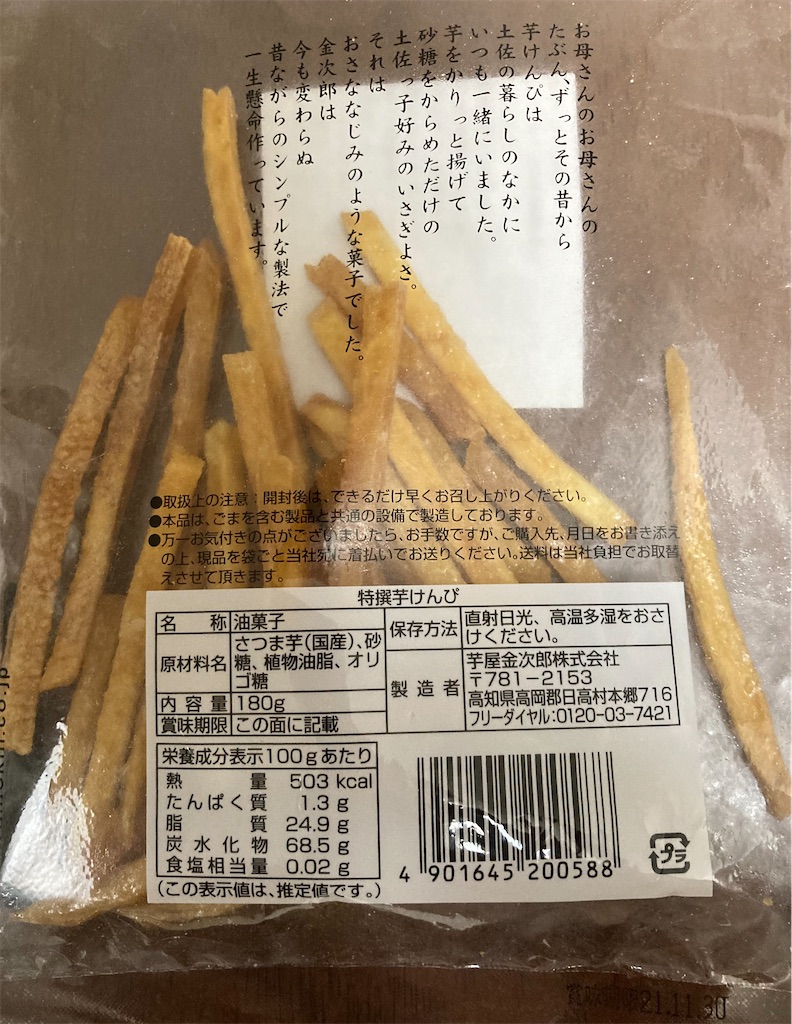 お母さんのお母さんの
たぶん、ずっとその昔から
芋けんぴは
土佐の暮らしのなかに
いつも一緒にいました。
芋をかりっと揚げて
砂糖をからめただけの
土佐っ子好みのいさぎよさ。
それは
おさななじみのような菓子でした。
金次郎は
今も変わらぬ
昔ながらのシンプルな製法で
一生懸命作っています。
●取扱上の注意：開封後は、できるだけ早くお召し上がりください。
●本品は、ごまを含む製品と共通の設備で製造しております。
●万一お気付きの点がございましたら、お手数ですが、ご購入先、月日をお書き添え
の上、現品を袋ごと当社宛に着払いでお送りください。送料は当社負担でお取替
えさせて頂きます。
特撰芋けんぴ
名称 油菓子
原材料名 さつま芋(国産)、砂
糖、植物油脂、オリ
ゴ糖
内容量 180g
賞味期限 この面に記載
保存方法 直射日光、高温多湿をおさ
けください。
製造者 芋屋金次郎株式会社
〒781-2153
高知県高岡郡日高村本郷716
フリーダイヤル:0120-03-7421
栄養成分表示100gあたり
熱量 503 kcal
たんぱく質 1.3 g
脂質 24.9 g
炭水化物 68.5 g
食塩相当量 0.02 g
(この表示値は、推定値です。)
4 901645 200588
プラ
21.11.30